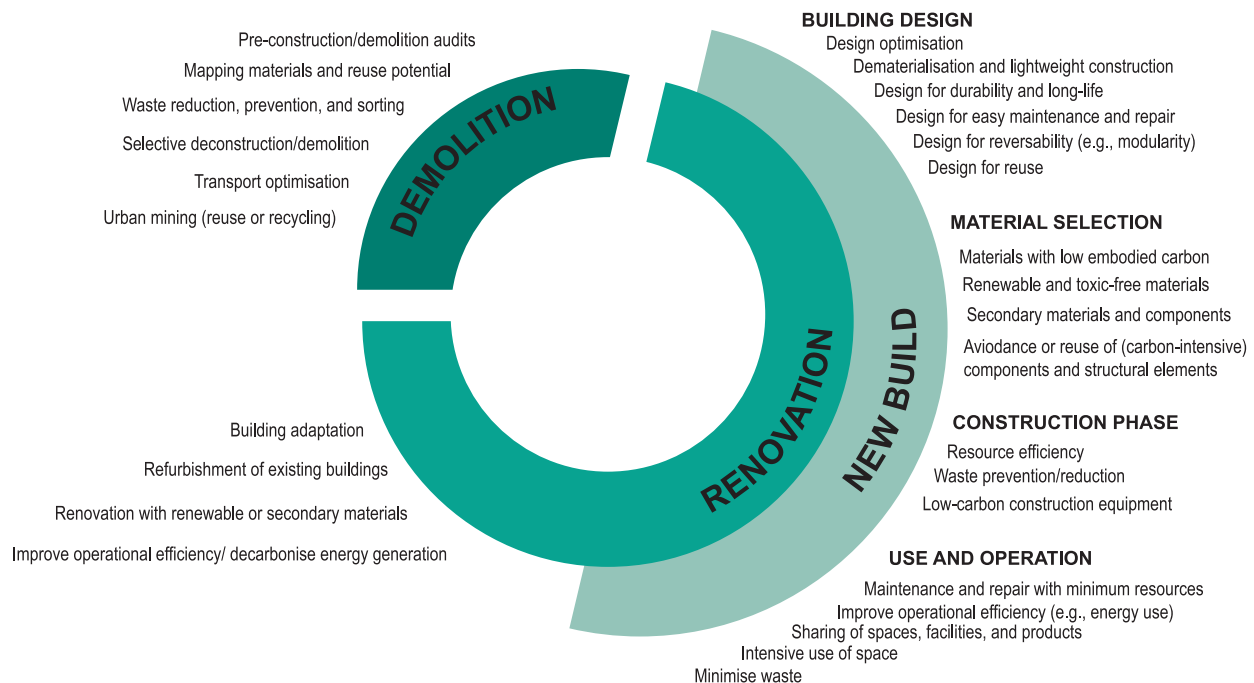 Pre-construction/demolition audits
Mapping materials and reuse potential
Waste reduction, prevention, and sorting
Selective deconstruction/demolition
Transport optimisation
Urban mining (reuse or recycling)
DEMOLITION
BUILDING DESIGN
Design optimisation
Dematerialisation and lightweight construction
Design for durability and long-life
Design for easy maintenance and repair
Design for reversability (e.g., modularity)
Design for reuse
MATERIAL SELECTION
Materials with low embodied carbon
Renewable and toxic-free materials
Secondary materials and components
Aviodance or reuse of (carbon-intensive)
components and structural elements
RENOVATION
NEW BUILD
CONSTRUCTION PHASE
Resource efficiency
Waste prevention/reduction
Low-carbon construction equipment
Building adaptation
Refurbishment of existing buildings
Renovation with renewable or secondary materials
Improve operational efficiency/ decarbonise energy generation
USE AND OPERATION
Maintenance and repair with minimum resources
Improve operational efficiency (e.g., energy use)
Sharing of spaces, facilities, and products
Intensive use of space
Minimise waste